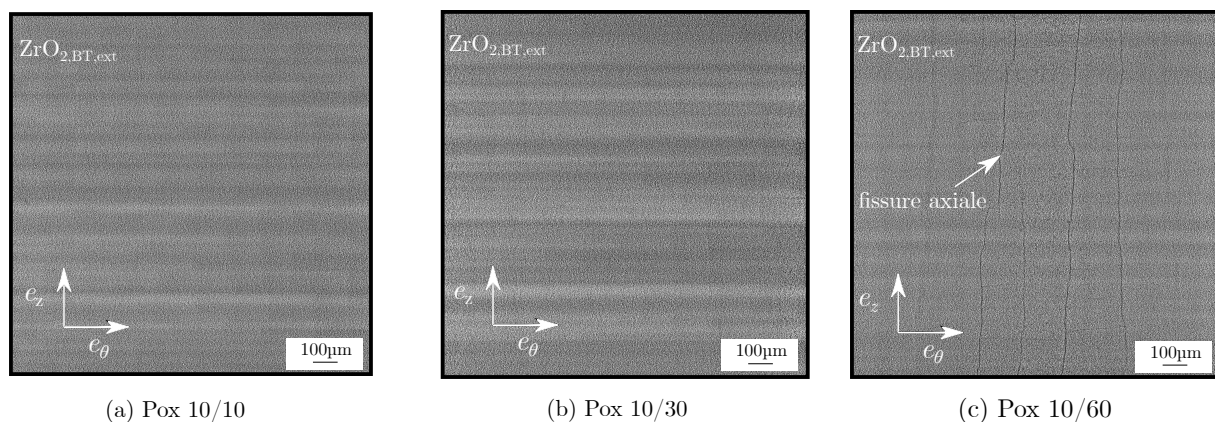 ZrO2,BT,ext
e_z
e_θ
100µm
(a) Pox 10/10
ZrO2,BT,ext
e_z
e_θ
100µm
(b) Pox 10/30
ZrO2,BT,ext
fissure axiale
e_z
e_θ
100µm
(c) Pox 10/60